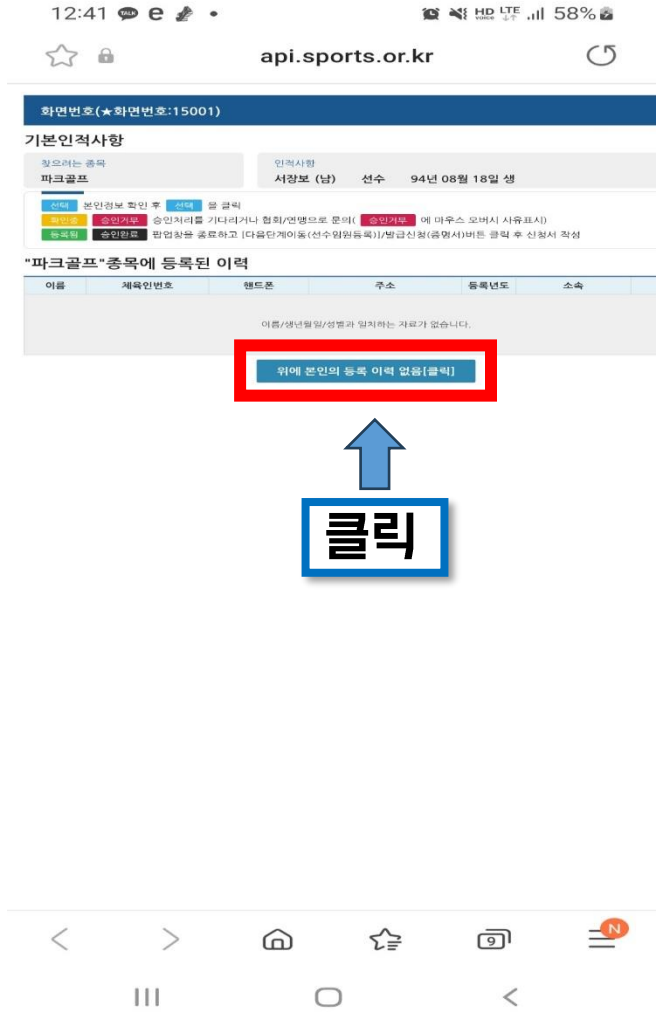 12:41 TALK e HD VOICE LTE 58%
api.sports.or.kr
화면번호(★화면번호:15001)
기본인적사항
찾으려는 종목 인적사항
파크골프 서장보 (남) 선수 94년 08월 18일 생
선택 본인정보 확인 후 선택 을 클릭
확인중 승인거부 승인처리를 기다리거나 협회/연맹으로 문의( 승인거부 에 마우스 오버시 사유표시)
등록됨 승인완료 팝업창을 종료하고 [다음단계이동(선수임원등록)]/발급신청(증명서)버튼 클릭 후 신청서 작성
"파크골프"종목에 등록된 이력
이름 체육인번호 핸드폰 주소 등록년도 소속
이름/생년월일/성별과 일치하는 자료가 없습니다.
위에 본인의 등록 이력 없음[클릭]
클릭
9 N